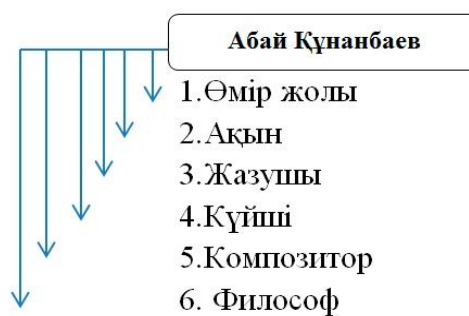 Абай Құнанбаев
1.Өмір жолы
2.Ақын
3.Жазушы
4.Күйші
5.Композитор
6. Философ